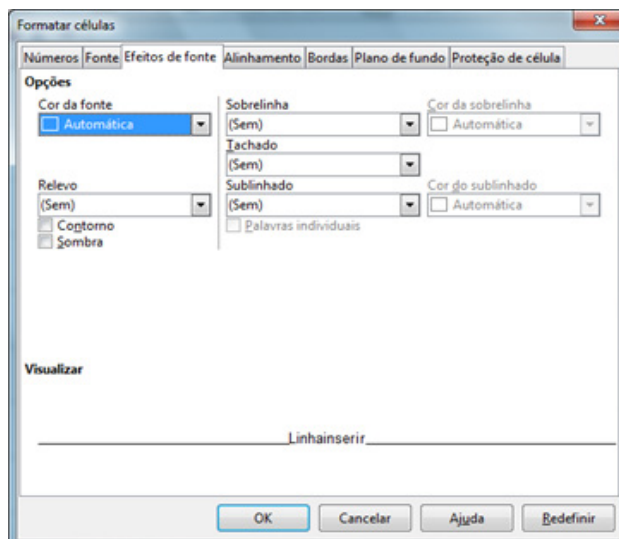 Formatar células
Números Fonte Efeitos de fonte Alinhamento Bordas Plano de fundo Proteção de célula
Opções
Cor da fonte Sobrelinha Cor da sobrelinha
Automática (Sem) Automática
Tachado
(Sem)
Relevo Sublinhado Cor do sublinhado
(Sem) (Sem) Automática
Contorno Palavras individuais
Sombra
Visualizar
Linhainserir
OK Cancelar Ajuda Redefinir